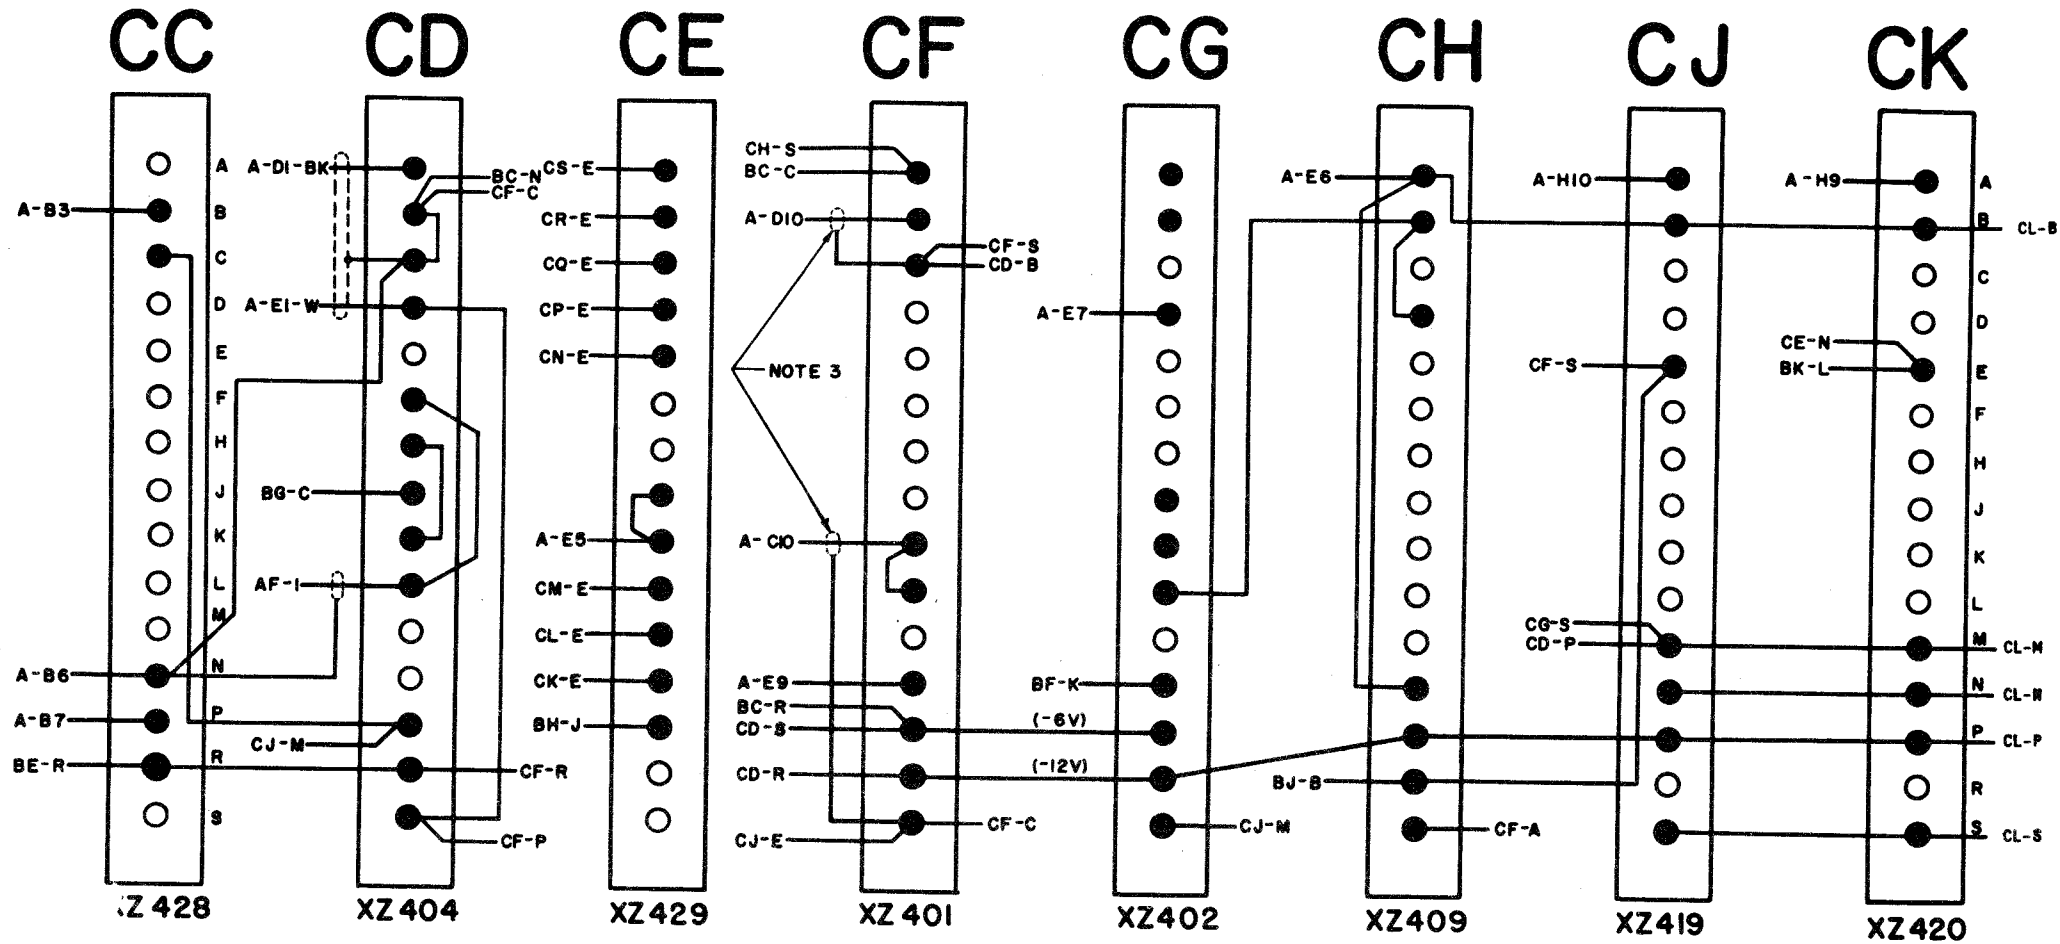 CC CD CE CF CG CH CJ CK
A-B3
A-B6
A-B7
BE-R
A
B
C
D
E
F
H
J
K
L
M
N
P
R
S
A-D1-BK
A-E1-W
BG-C
AF-1
CJ-M
BC-N
CF-C
CF-R
CF-P
CS-E
CR-E
CQ-E
CP-E
CN-E
A-E5
CM-E
CL-E
CK-E
BH-J
CH-S
BC-C
A-D10
CF-S
CD-B
NOTE 3
A-C10
A-E9
BC-R
CD-S
CD-R
CJ-E
CF-C
A-E7
BF-K
(-6V)
(-12V)
CJ-M
A-E6
BJ-B
CF-A
A-H10
CF-S
CG-S
CD-P
A-H9
CE-N
BK-L
A
B
C
D
E
F
H
J
K
L
M
N
P
R
S
CL-B
CL-M
CL-N
CL-P
CL-S
XZ428 XZ404 XZ429 XZ401 XZ402 XZ409 XZ419 XZ420